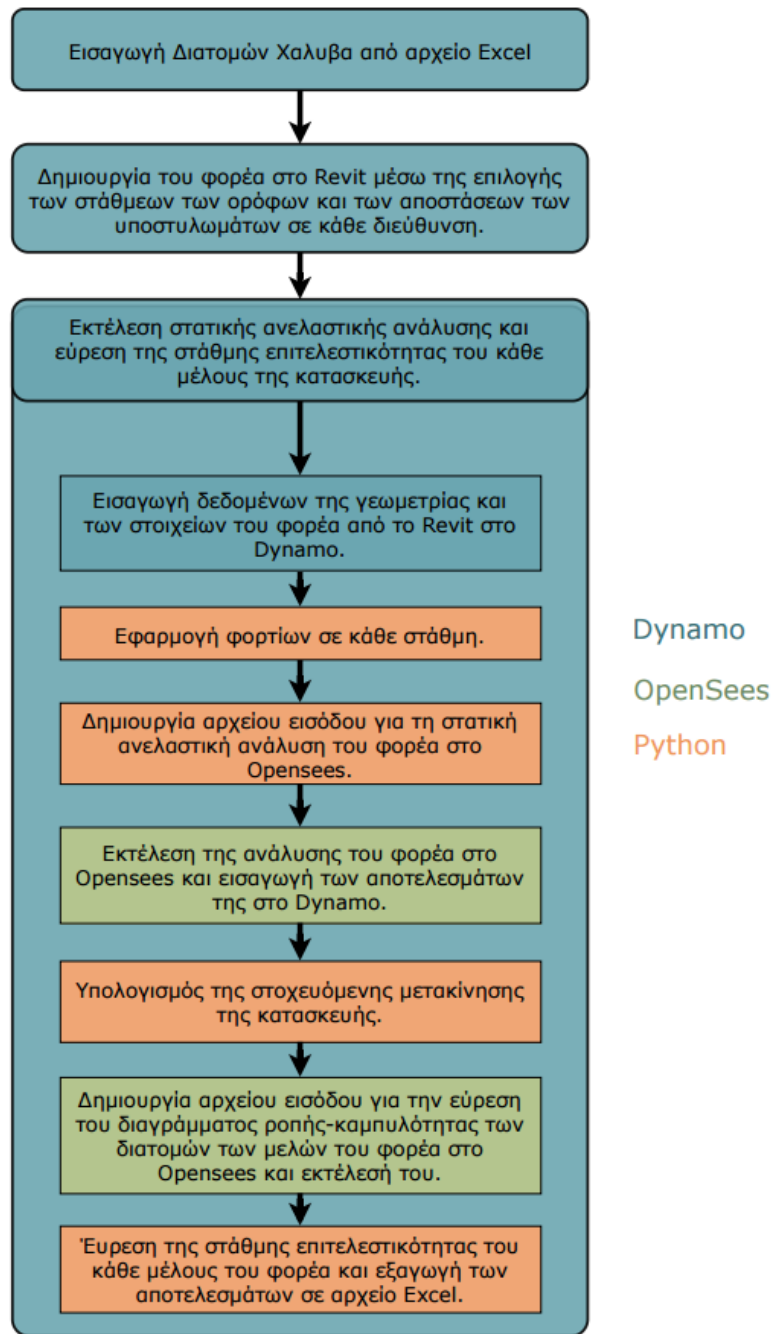 Εισαγωγή Διατομών Χαλυβα από αρχείο Excel
Δημιουργία του φορέα στο Revit μέσω της επιλογής
των στάθμεων των ορόφων και των αποστάσεων των
υποστυλωμάτων σε κάθε διεύθυνση.
Εκτέλεση στατικής ανελαστικής ανάλυσης και
εύρεση της στάθμης επιτελεστικότητας του κάθε
μέλους της κατασκευής.
Εισαγωγή δεδομένων της γεωμετρίας και
των στοιχείων του φορέα από το Revit στο
Dynamo.
Εφαρμογή φορτίων σε κάθε στάθμη.
Δημιουργία αρχείου εισόδου για τη στατική
ανελαστική ανάλυση του φορέα στο
Opensees.
Εκτέλεση της ανάλυσης του φορέα στο
Opensees και εισαγωγή των αποτελεσμάτων
της στο Dynamo.
Υπολογισμός της στοχευόμενης μετακίνησης
της κατασκευής.
Δημιουργία αρχείου εισόδου για την εύρεση
του διαγράμματος ροπής-καμπυλότητας των
διατομών των μελών του φορέα στο
Opensees και εκτέλεσή του.
Έυρεση της στάθμης επιτελεστικότητας του
κάθε μέλους του φορέα και εξαγωγή των
αποτελεσμάτων σε αρχείο Excel.
Dynamo
OpenSees
Python